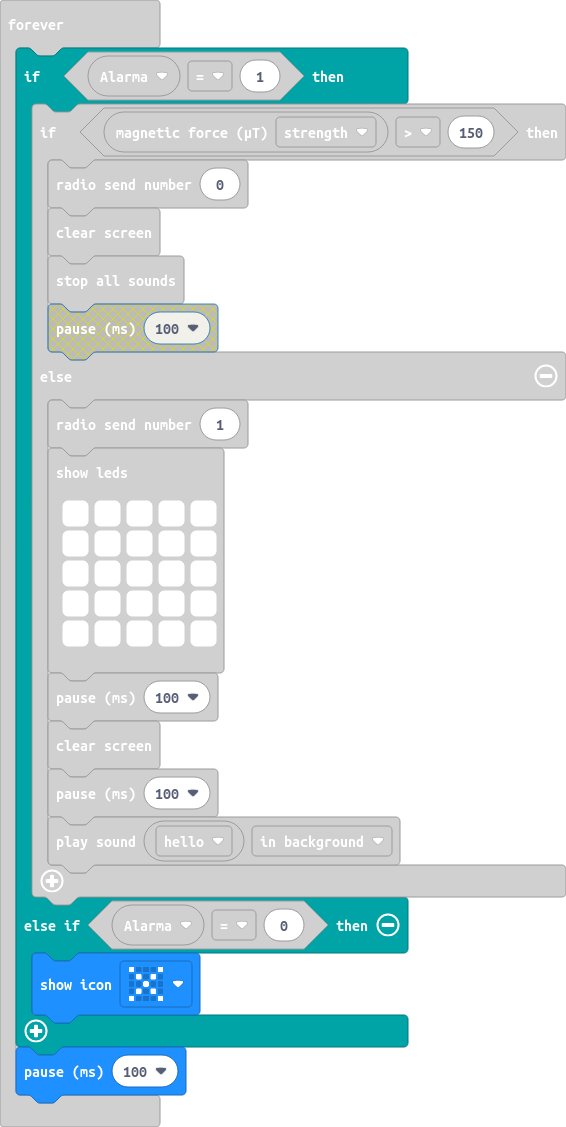 forever
if Alarma = 1 then
if magnetic force (µT) strength > 150 then
radio send number 0
clear screen
stop all sounds
pause (ms) 100
else
radio send number 1
show leds
pause (ms) 100
clear screen
pause (ms) 100
play sound hello in background
else if Alarma = 0 then
show icon
pause (ms) 100